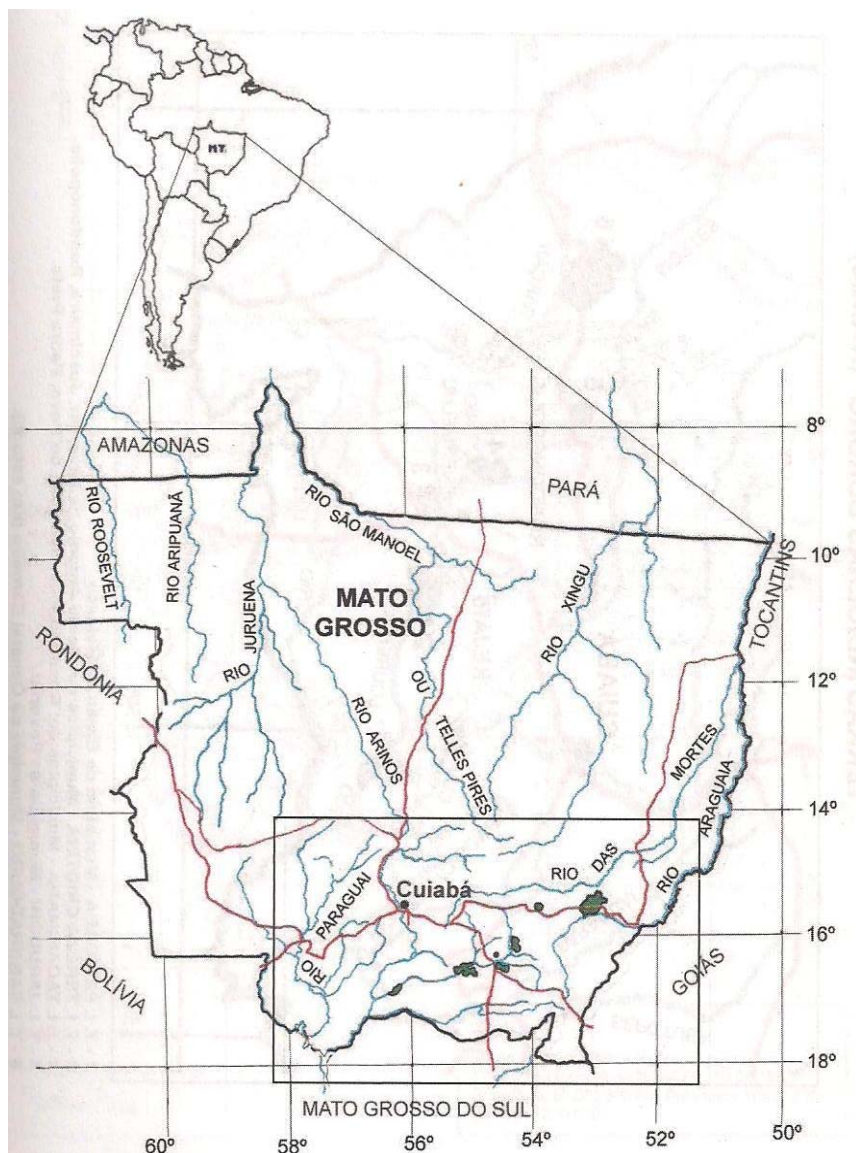 MT.
8º
AMAZONAS
PARÁ
RIO SÃO MANOEL
RIO ROOSEVELT
RIO ARIPUANÃ
10º
XINGU
TOCANTINS
MATO
GROSSO
JURUENA
RONDÔNIA
RIO
OU
RIO
12º
RIO ARINOS
TELLES PIRES
MORTES
ARAGUAIA
14º
RIO
DAS
RIO
PARAGUAI
Cuiabá
16º
RIO
GOIÁS
BOLÍVIA
18º
MATO GROSSO DO SUL
60º
58º
56º
54º
52º
50º